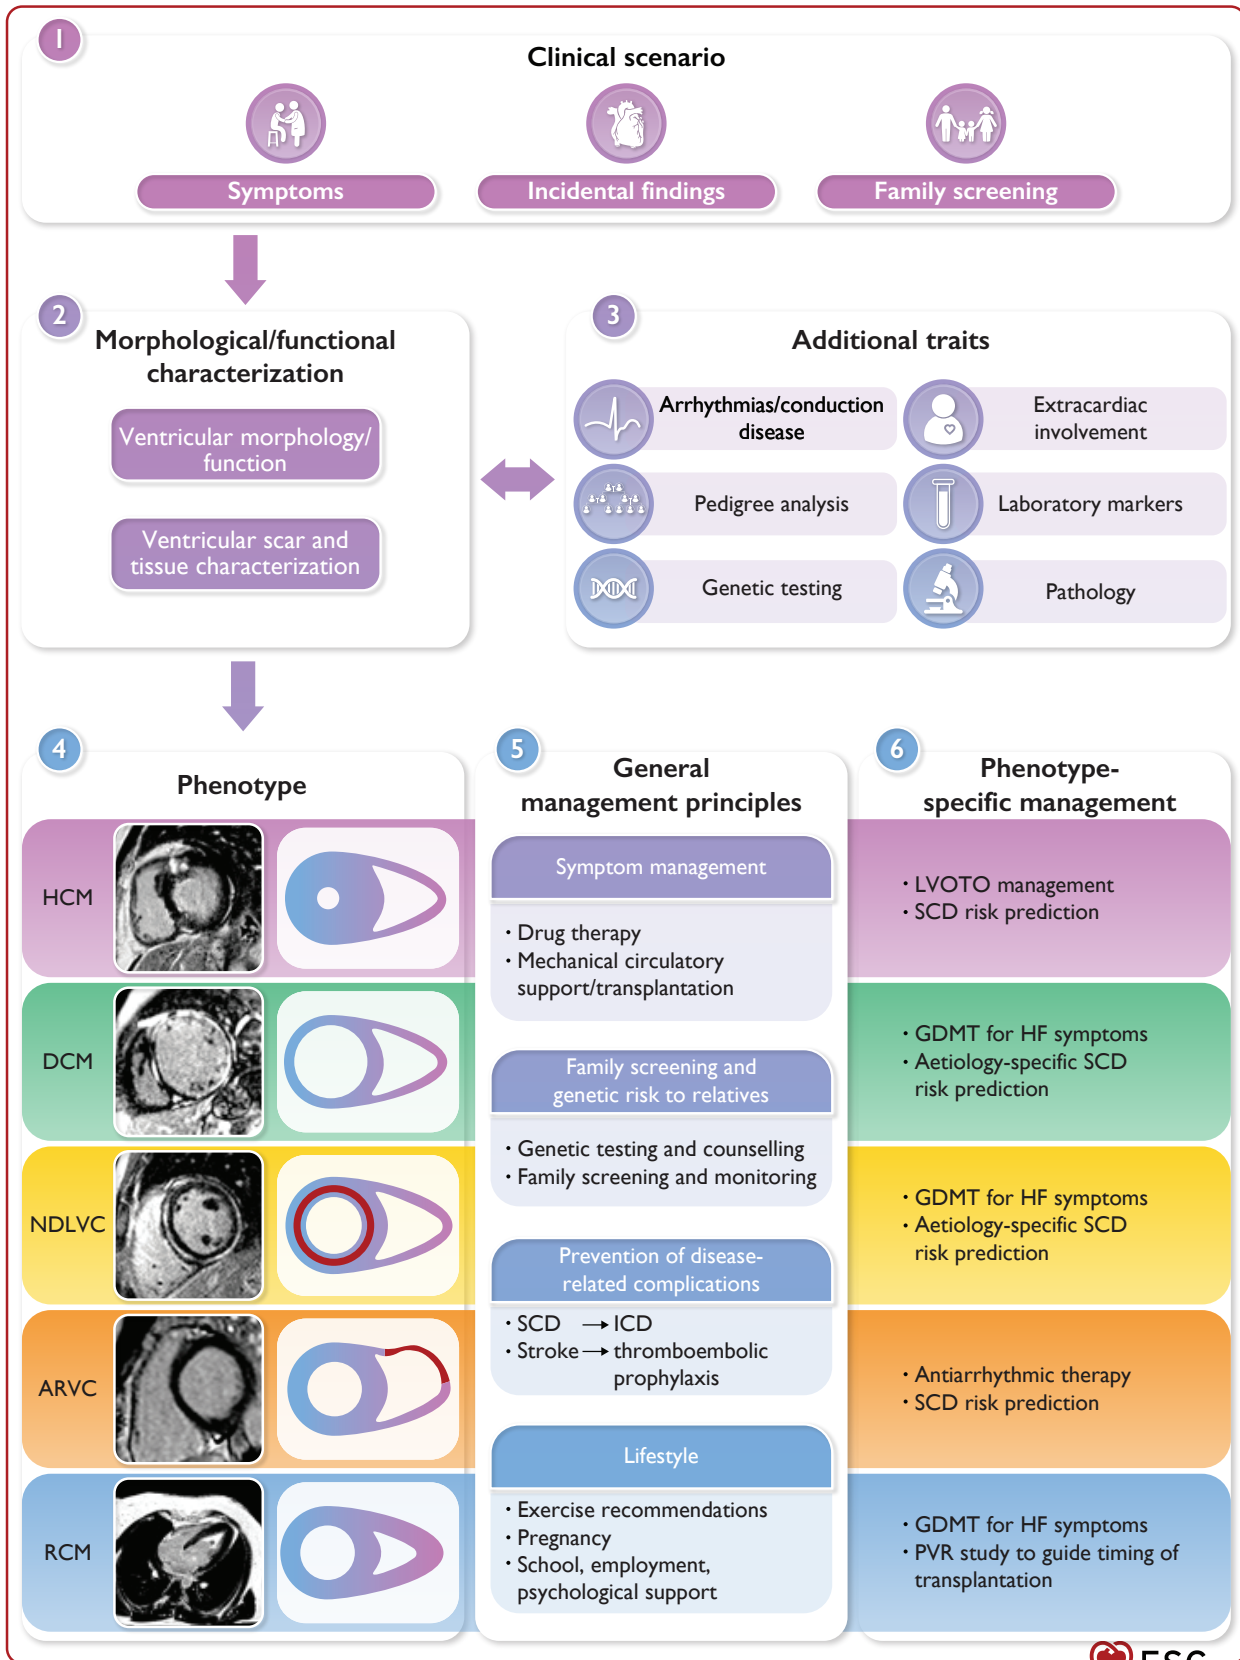 1
Clinical scenario
Symptoms
Incidental findings
Family screening
2
Morphological/functional
characterization
Ventricular morphology/
function
Ventricular scar and
tissue characterization
3
Additional traits
Arrhythmias/conduction
disease
Extracardiac
involvement
Pedigree analysis
Laboratory markers
Genetic testing
Pathology
4
Phenotype
HCM
DCM
NDLVC
ARVC
RCM
5
General
management principles
Symptom management
• Drug therapy
• Mechanical circulatory
support/transplantation
Family screening and
genetic risk to relatives
• Genetic testing and counselling
• Family screening and monitoring
Prevention of disease-
related complications
• SCD → ICD
• Stroke → thromboembolic
prophylaxis
Lifestyle
• Exercise recommendations
• Pregnancy
• School, employment,
psychological support
6
Phenotype-
specific management
• LVOTO management
• SCD risk prediction
• GDMT for HF symptoms
• Aetiology-specific SCD
risk prediction
• GDMT for HF symptoms
• Aetiology-specific SCD
risk prediction
• Antiarrhythmic therapy
• SCD risk prediction
• GDMT for HF symptoms
• PVR study to guide timing of
transplantation
ESC